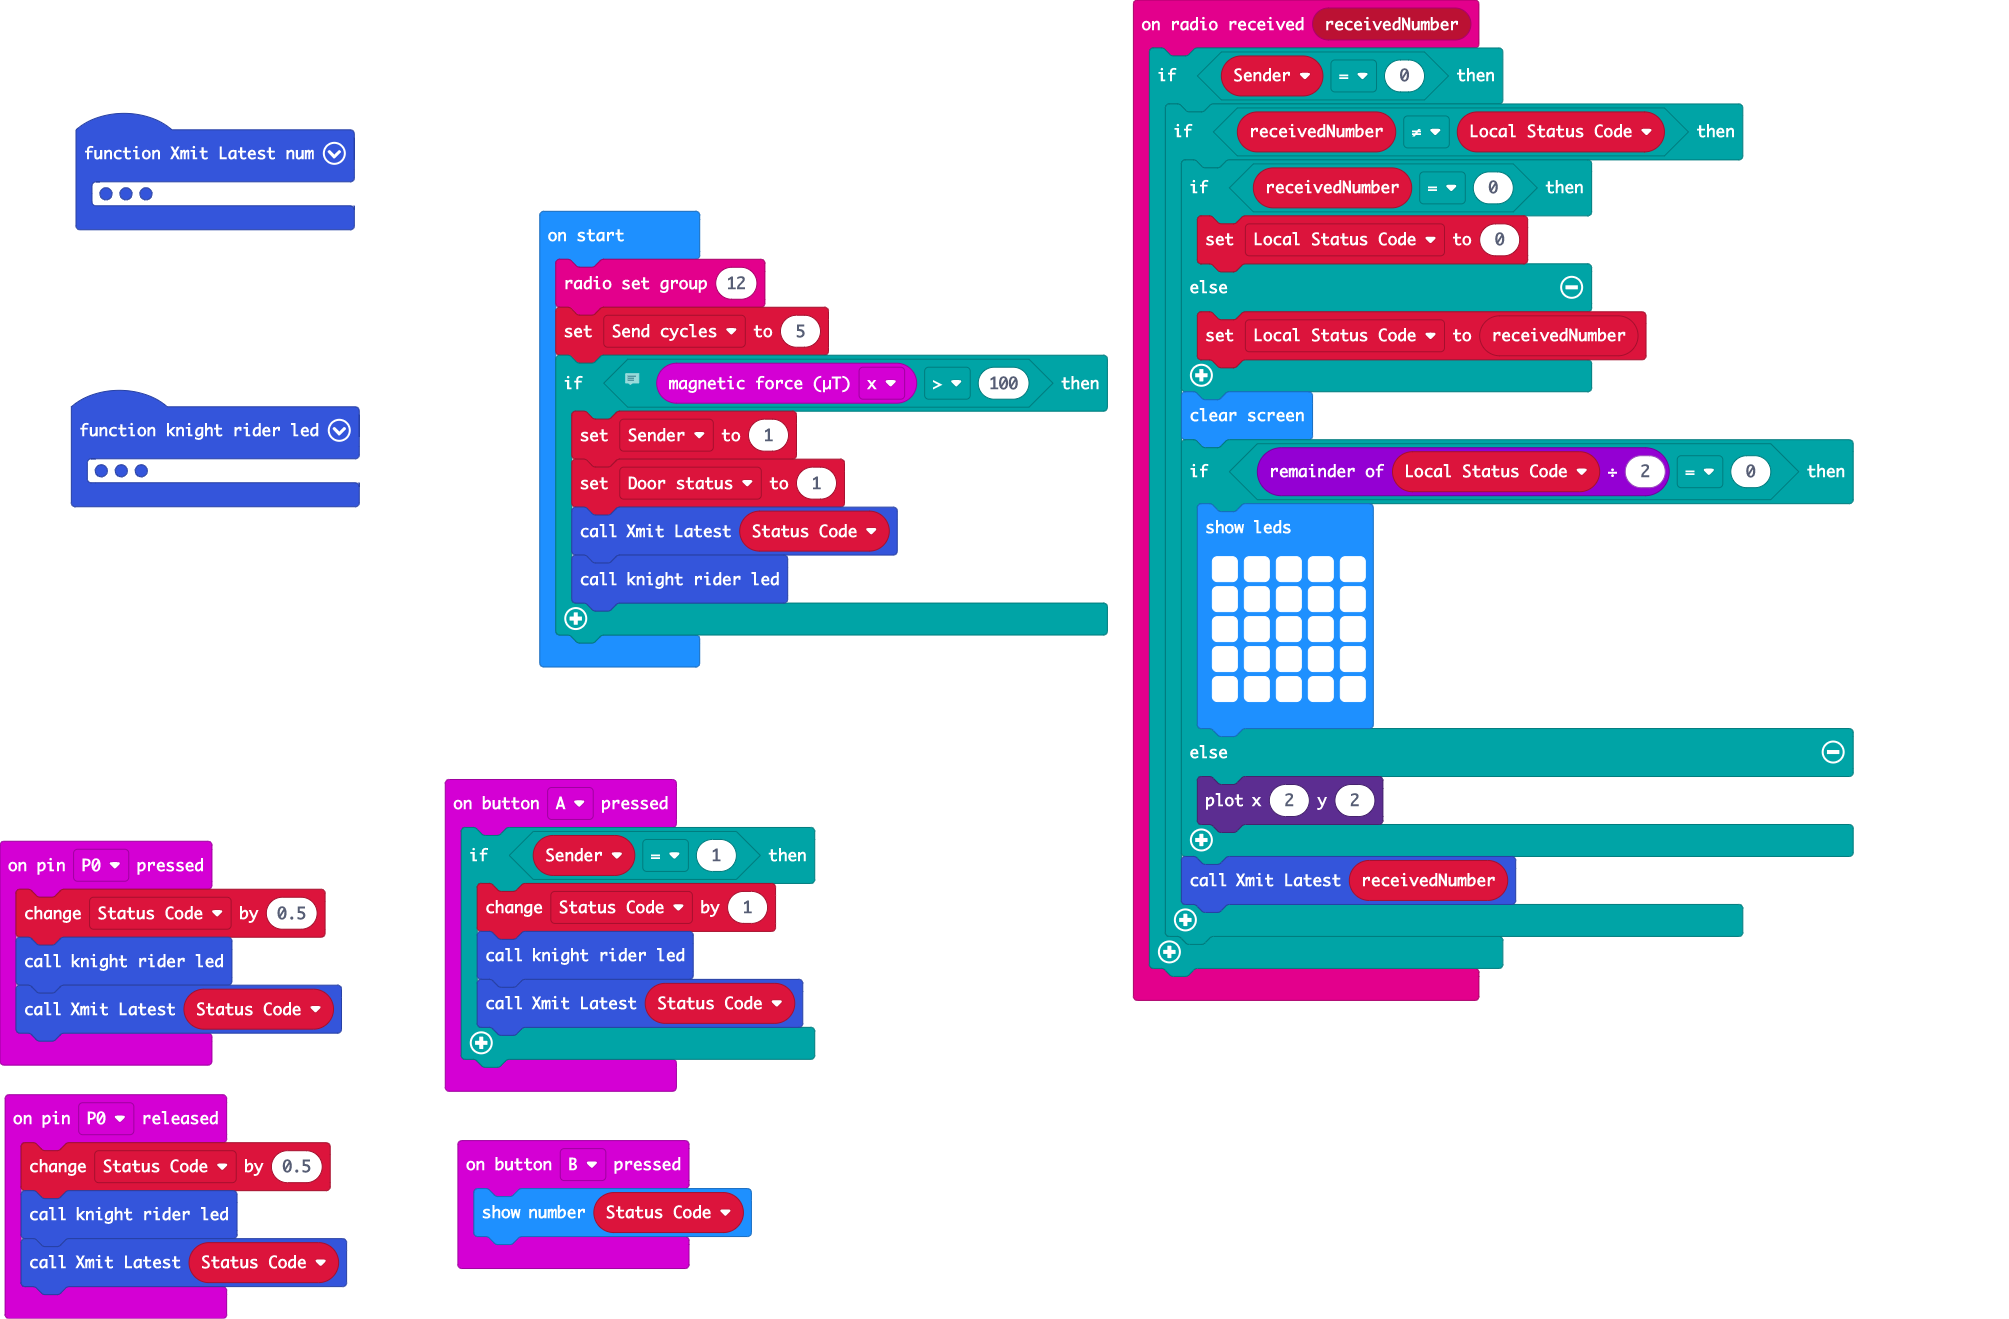 function Xmit Latest num
function knight rider led
on start
radio set group 12
set Send cycles to 5
if magnetic force (µT) x > 100 then
set Sender to 1
set Door status to 1
call Xmit Latest Status Code
call knight rider led
on radio received receivedNumber
if Sender = 0 then
if receivedNumber ≠ Local Status Code then
if receivedNumber = 0 then
set Local Status Code to 0
else
set Local Status Code to receivedNumber
clear screen
if remainder of Local Status Code ÷ 2 = 0 then
show leds
else
plot x 2 y 2
call Xmit Latest receivedNumber
on pin P0 pressed
change Status Code by 0.5
call knight rider led
call Xmit Latest Status Code
on pin P0 released
change Status Code by 0.5
call knight rider led
call Xmit Latest Status Code
on button A pressed
if Sender = 1 then
change Status Code by 1
call knight rider led
call Xmit Latest Status Code
on button B pressed
show number Status Code